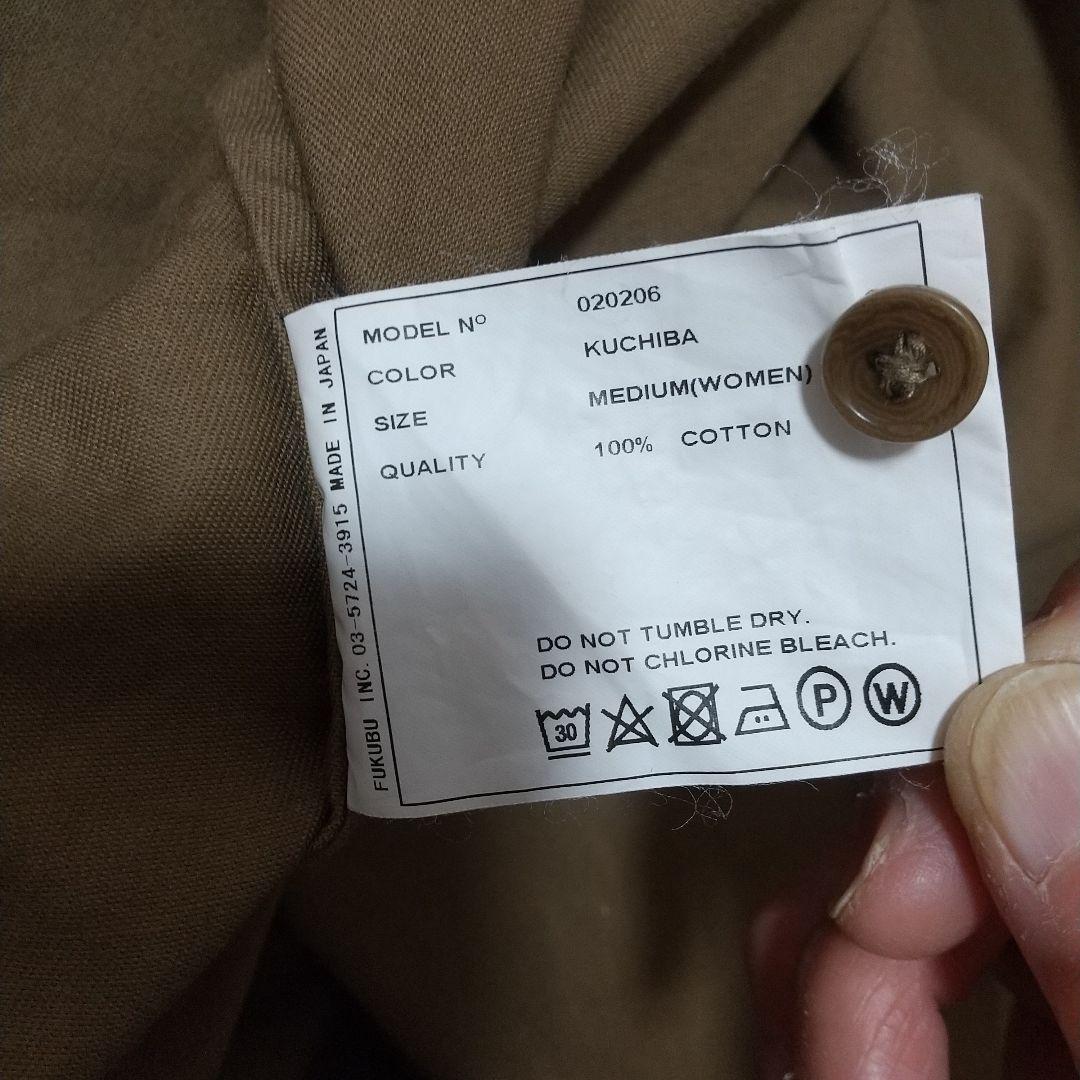 MODEL Nº 020206
COLOR KUCHIBA
SIZE MEDIUM(WOMEN)
QUALITY 100% COTTON
DO NOT TUMBLE DRY.
DO NOT CHLORINE BLEACH.
30 P W
FUKUBU INC. 03-5724-3915 MADE IN JAPAN